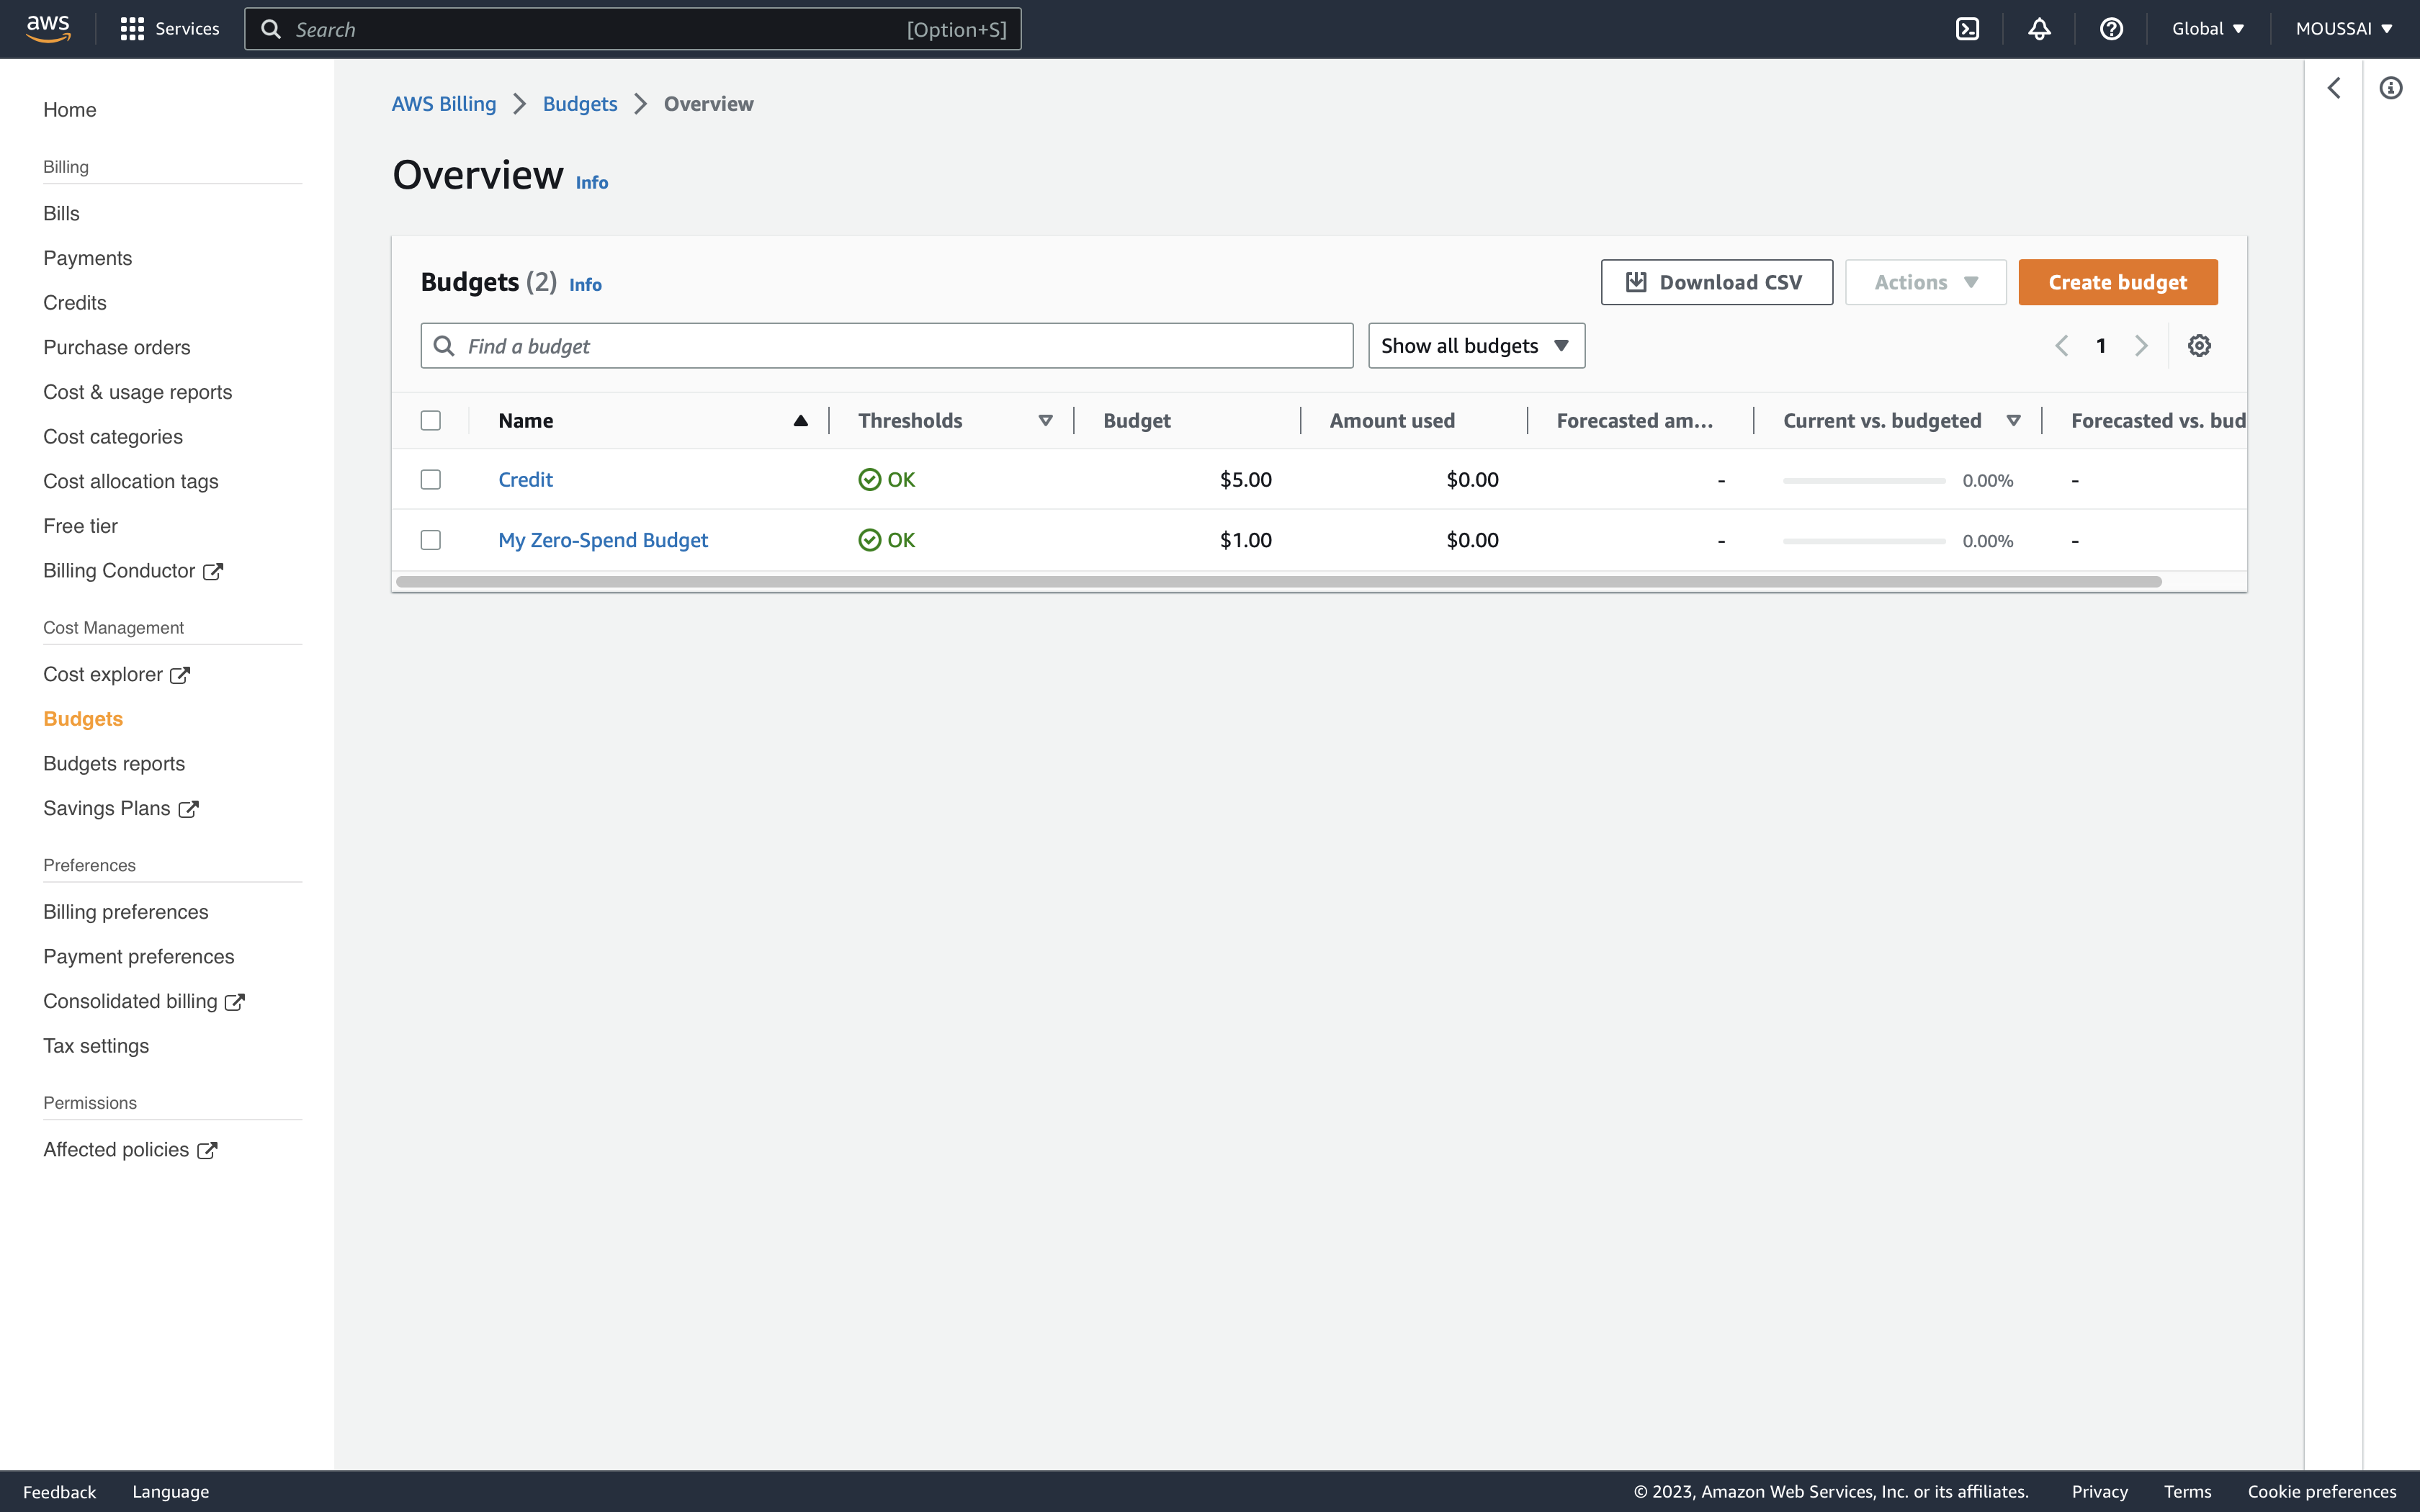 aws
Services
Search
[Option+S]
Global
MOUSSAI
Home
Billing
Bills
Payments
Credits
Purchase orders
Cost & usage reports
Cost categories
Cost allocation tags
Free tier
Billing Conductor
Cost Management
Cost explorer
Budgets
Budgets reports
Savings Plans
Preferences
Billing preferences
Payment preferences
Consolidated billing
Tax settings
Permissions
Affected policies
AWS Billing Budgets Overview
Overview Info
Budgets (2) Info
Download CSV
Actions
Create budget
Find a budget
Show all budgets
1
Name Thresholds Budget Amount used Forecasted am... Current vs. budgeted Forecasted vs. bud
Credit OK $5.00 $0.00 - 0.00% -
My Zero-Spend Budget OK $1.00 $0.00 - 0.00% -
Feedback Language © 2023, Amazon Web Services, Inc. or its affiliates. Privacy Terms Cookie preferences